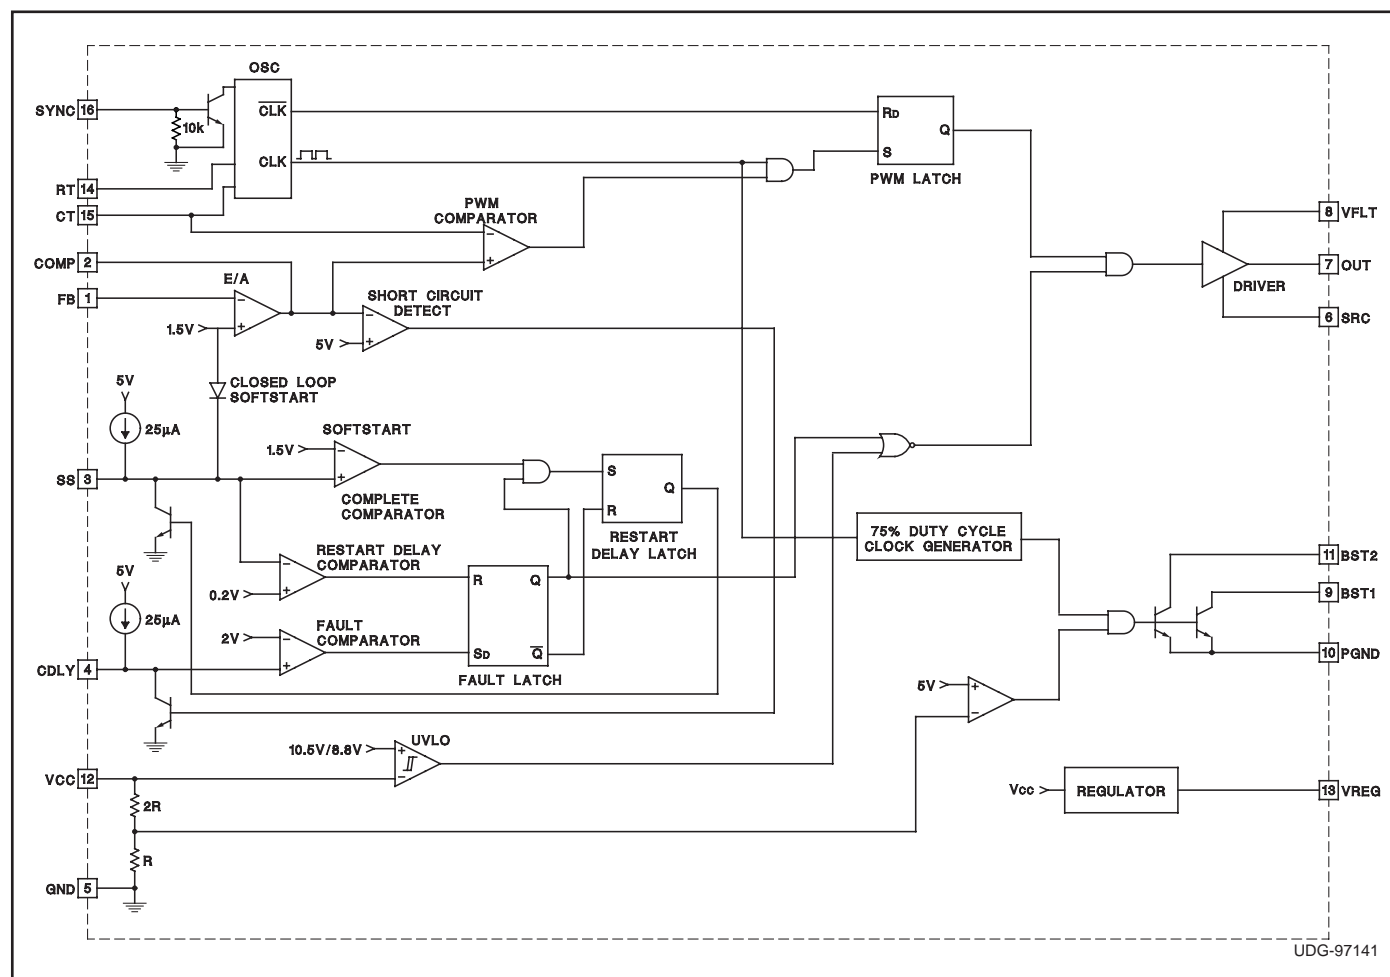 OSC
SYNC 16
10k
CLK
CLK
RD
Q
S
PWM LATCH
RT 14
CT 15
PWM
COMPARATOR
8 VFLT
COMP 2
7 OUT
DRIVER
E/A
FB 1
SHORT CIRCUIT
DETECT
6 SRC
1.5V
5V
5V
CLOSED LOOP
SOFTSTART
25µA
SOFTSTART
1.5V
SS 3
S
Q
R
COMPLETE
COMPARATOR
RESTART
DELAY LATCH
75% DUTY CYCLE
CLOCK GENERATOR
RESTART DELAY
COMPARATOR
11 BST2
5V
R
Q
0.2V
9 BST1
25µA
FAULT
COMPARATOR
2V
SD
Q
10 PGND
CDLY 4
FAULT LATCH
5V
UVLO
10.5V/8.8V
VCC 12
Vcc
REGULATOR
13 VREG
2R
R
GND 5
UDG-97141